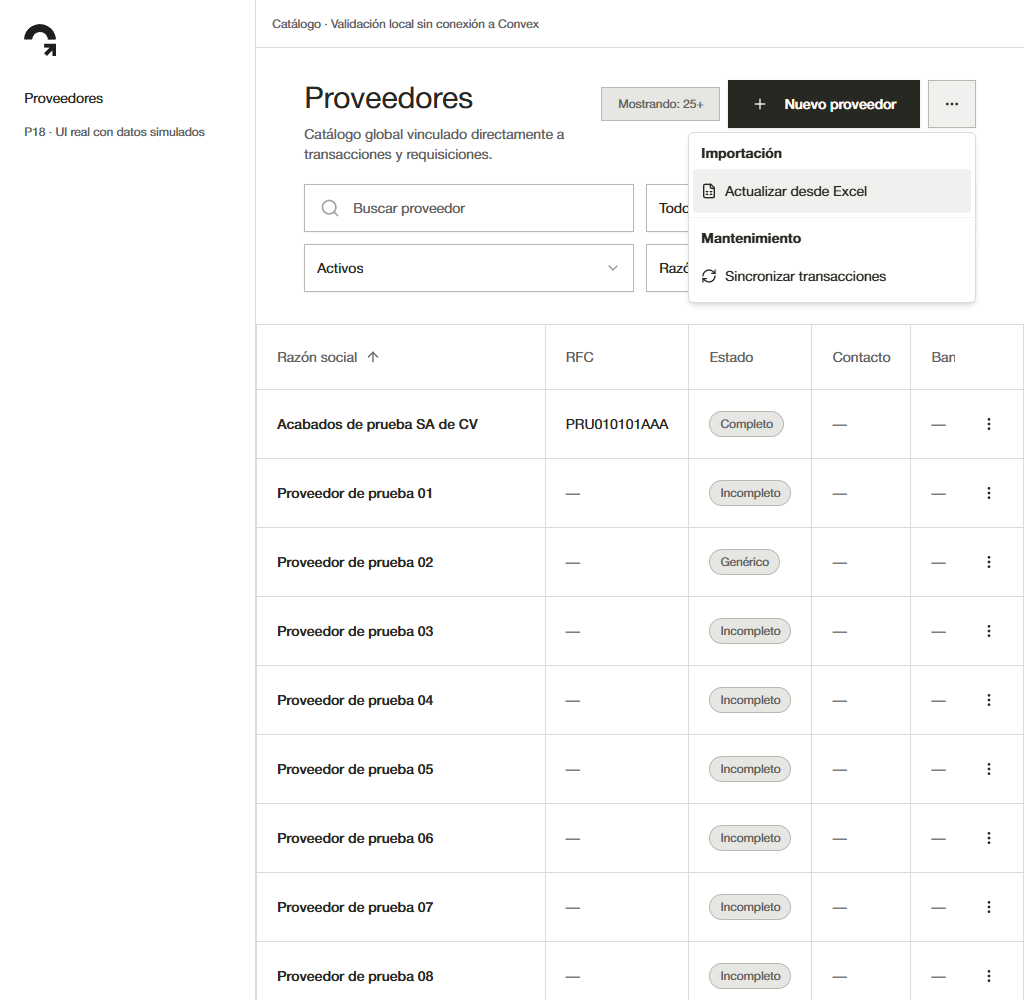 Proveedores
P18 · UI real con datos simulados
Catálogo · Validación local sin conexión a Convex
Proveedores
Catálogo global vinculado directamente a
transacciones y requisiciones.
Mostrando: 25+
Nuevo proveedor
Importación
Actualizar desde Excel
Mantenimiento
Sincronizar transacciones
Buscar proveedor
Todo
Activos
Razó
Razón social RFC Estado Contacto Ban
Acabados de prueba SA de CV PRU010101AAA Completo — —
Proveedor de prueba 01 — Incompleto — —
Proveedor de prueba 02 — Genérico — —
Proveedor de prueba 03 — Incompleto — —
Proveedor de prueba 04 — Incompleto — —
Proveedor de prueba 05 — Incompleto — —
Proveedor de prueba 06 — Incompleto — —
Proveedor de prueba 07 — Incompleto — —
Proveedor de prueba 08 — Incompleto — —